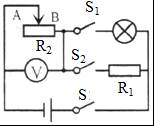 A B S₁
R₂
V S₂ R₁
S